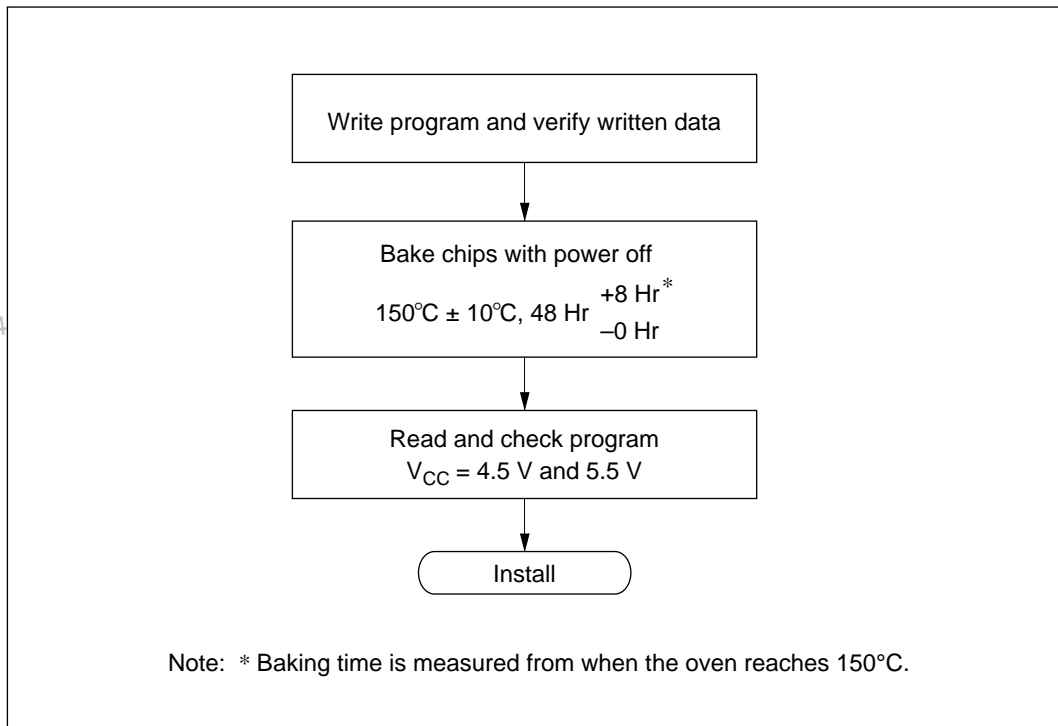 Write program and verify written data
Bake chips with power off
150°C ± 10°C, 48 Hr +8 Hr*
–0 Hr
Read and check program
VCC = 4.5 V and 5.5 V
Install
Note: * Baking time is measured from when the oven reaches 150°C.